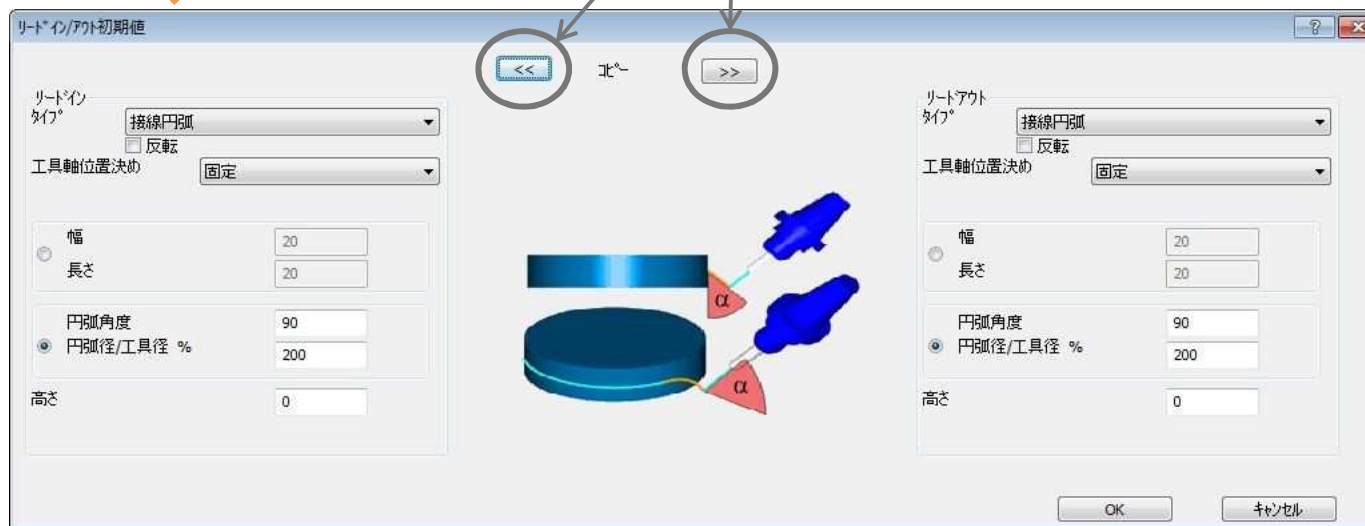 リードイン/アウト初期値
<< コピー >>
リードイン
タイプ 接線円弧
反転
工具軸位置決め 固定
幅 20
長さ 20
円弧角度 90
円弧径/工具径 % 200
高さ 0
α
α
リードアウト
タイプ 接線円弧
反転
工具軸位置決め 固定
幅 20
長さ 20
円弧角度 90
円弧径/工具径 % 200
高さ 0
OK キャンセル